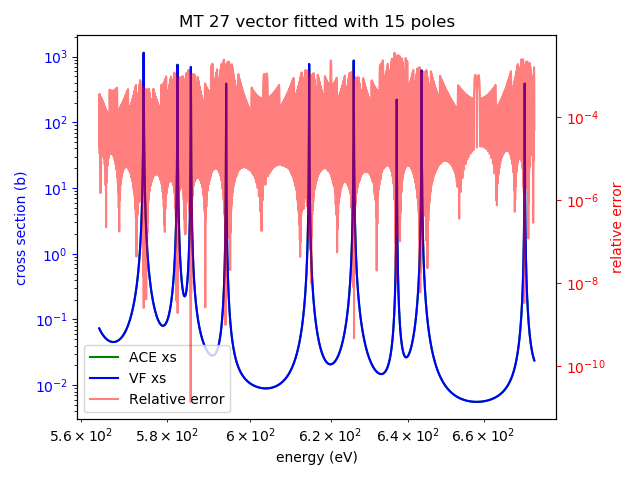 MT 27 vector fitted with 15 poles
10³
10²
10¹
10⁰
10⁻¹
10⁻²
cross section (b)
10⁻⁴
10⁻⁶
10⁻⁸
10⁻¹⁰
relative error
ACE xs
VF xs
Relative error
5.6 × 10² 5.8 × 10² 6 × 10² 6.2 × 10² 6.4 × 10² 6.6 × 10²
energy (eV)